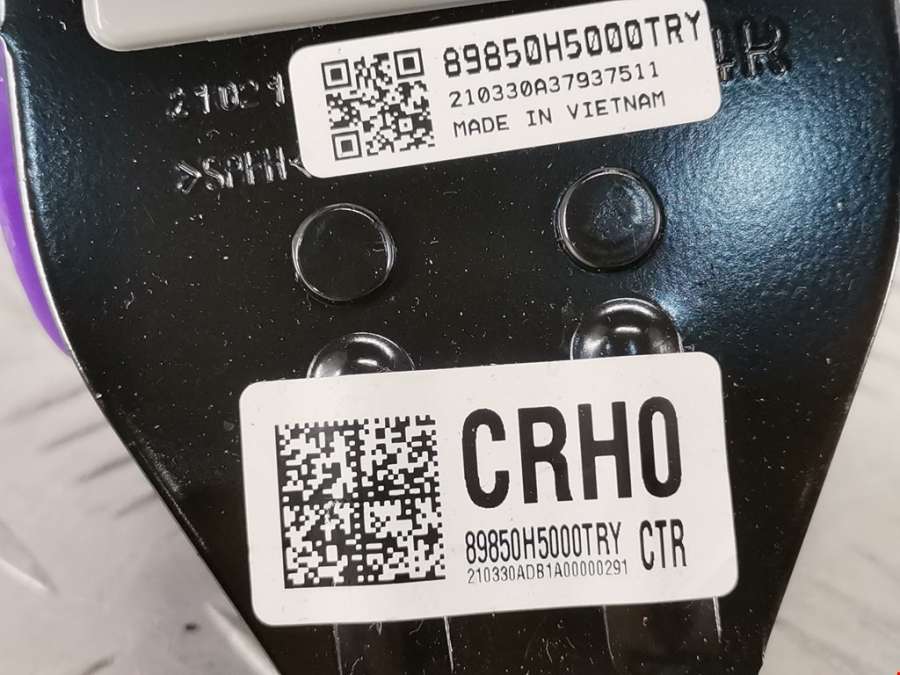 89850H5000TRY
210330A37937511
MADE IN VIETNAM
CRH0
89850H5000TRY CTR
210330ADB1A00000291